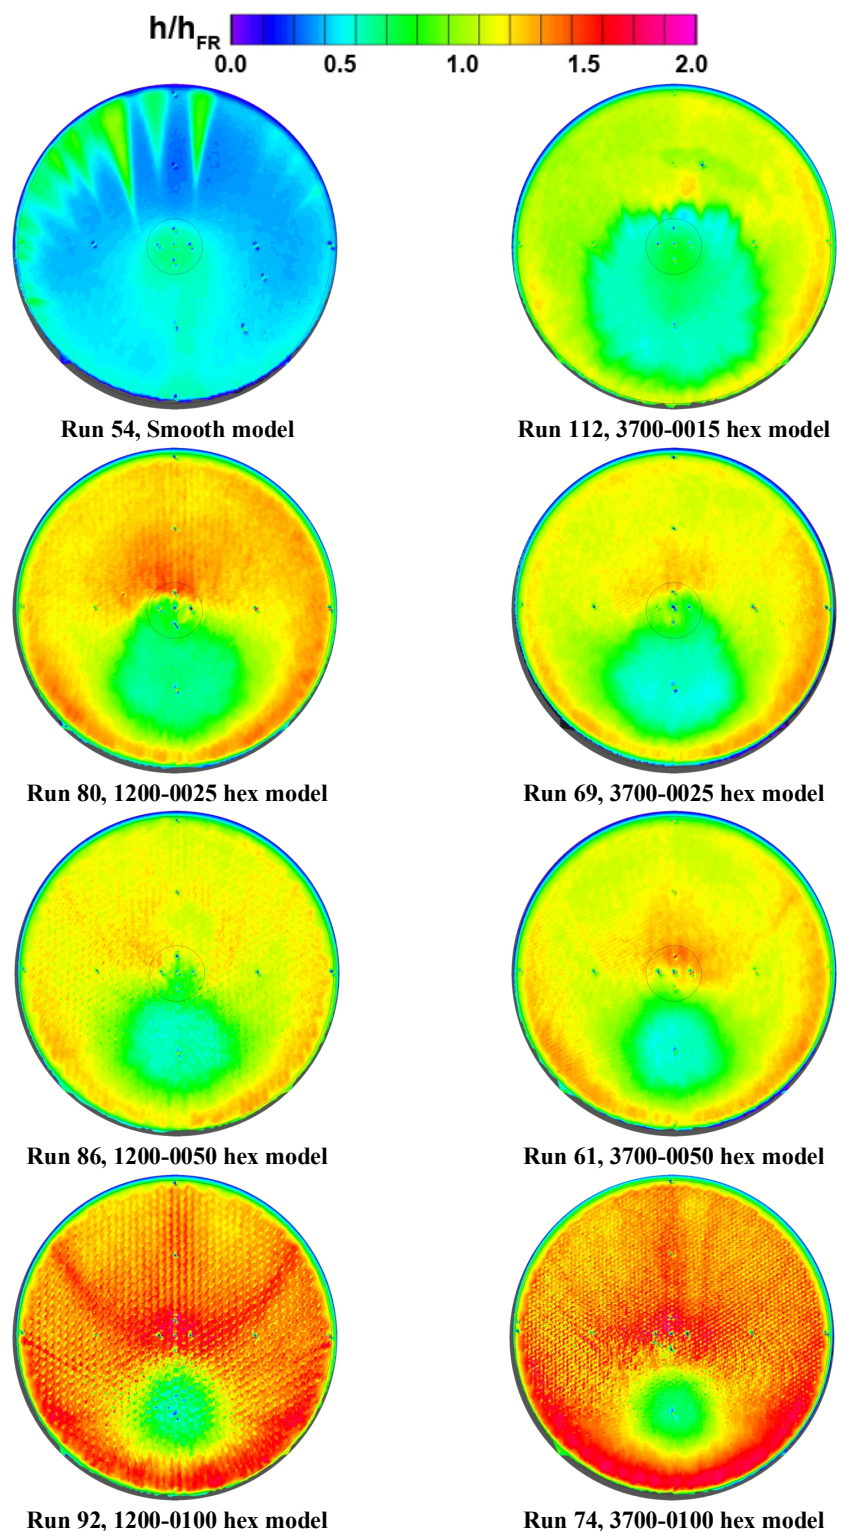 h/hFR
0.0 0.5 1.0 1.5 2.0
Run 54, Smooth model
Run 112, 3700-0015 hex model
Run 80, 1200-0025 hex model
Run 69, 3700-0025 hex model
Run 86, 1200-0050 hex model
Run 61, 3700-0050 hex model
Run 92, 1200-0100 hex model
Run 74, 3700-0100 hex model